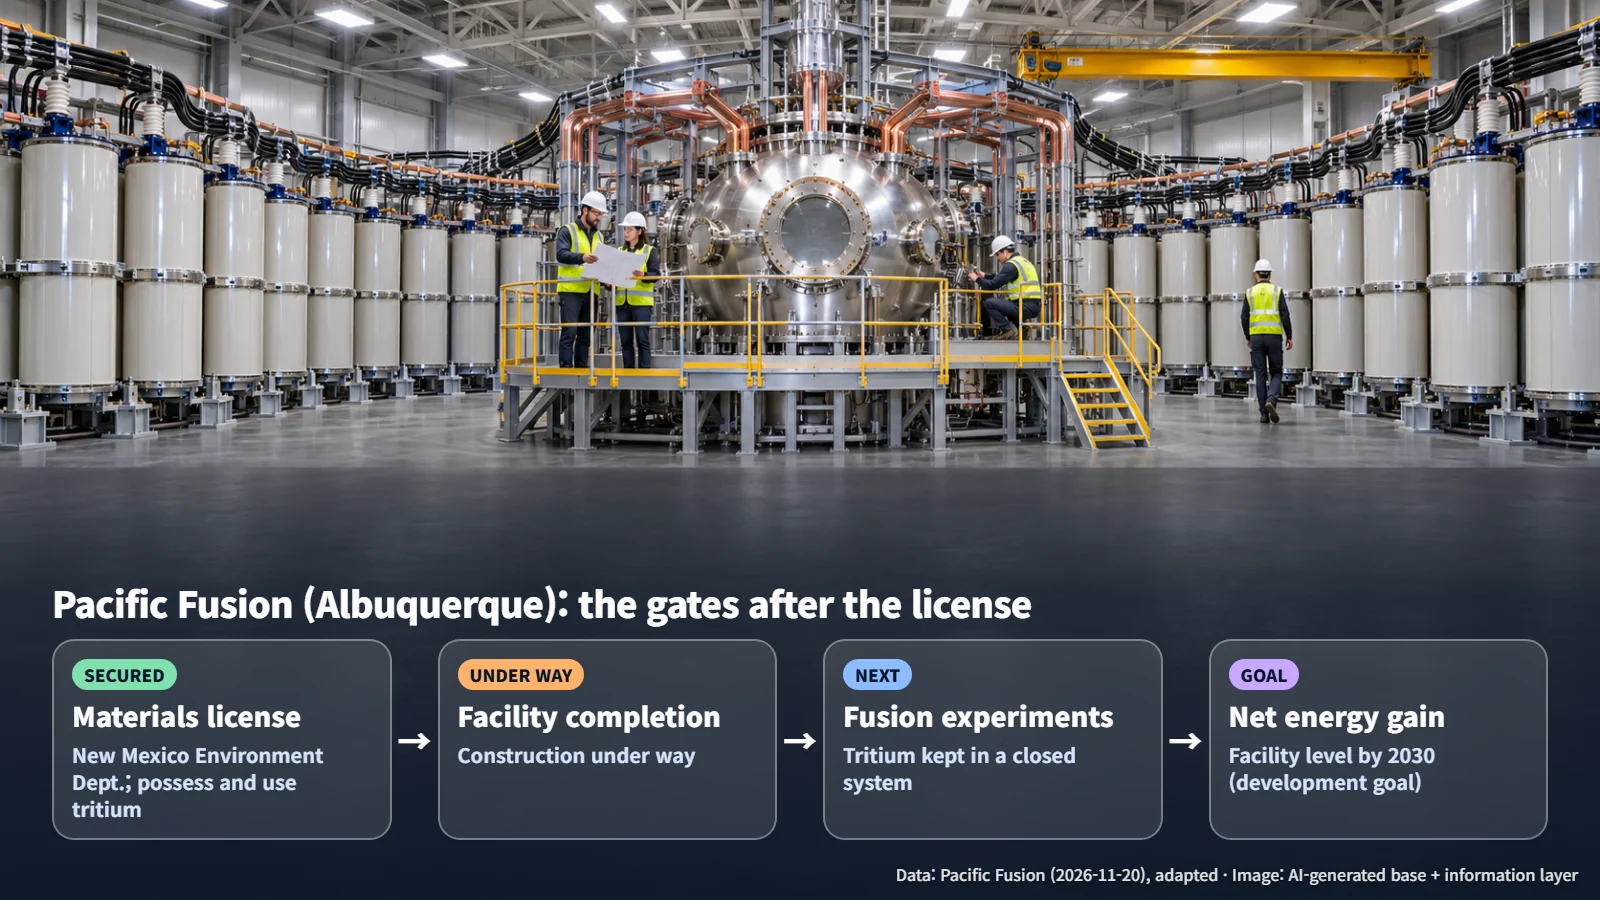 Pacific Fusion (Albuquerque): the gates after the license
SECURED
Materials license
New Mexico Environment
Dept.; possess and use
tritium
→
UNDER WAY
Facility completion
Construction under way
→
NEXT
Fusion experiments
Tritium kept in a closed
system
→
GOAL
Net energy gain
Facility level by 2030
(development goal)
Data: Pacific Fusion (2026-11-20), adapted · Image: AI-generated base + information layer